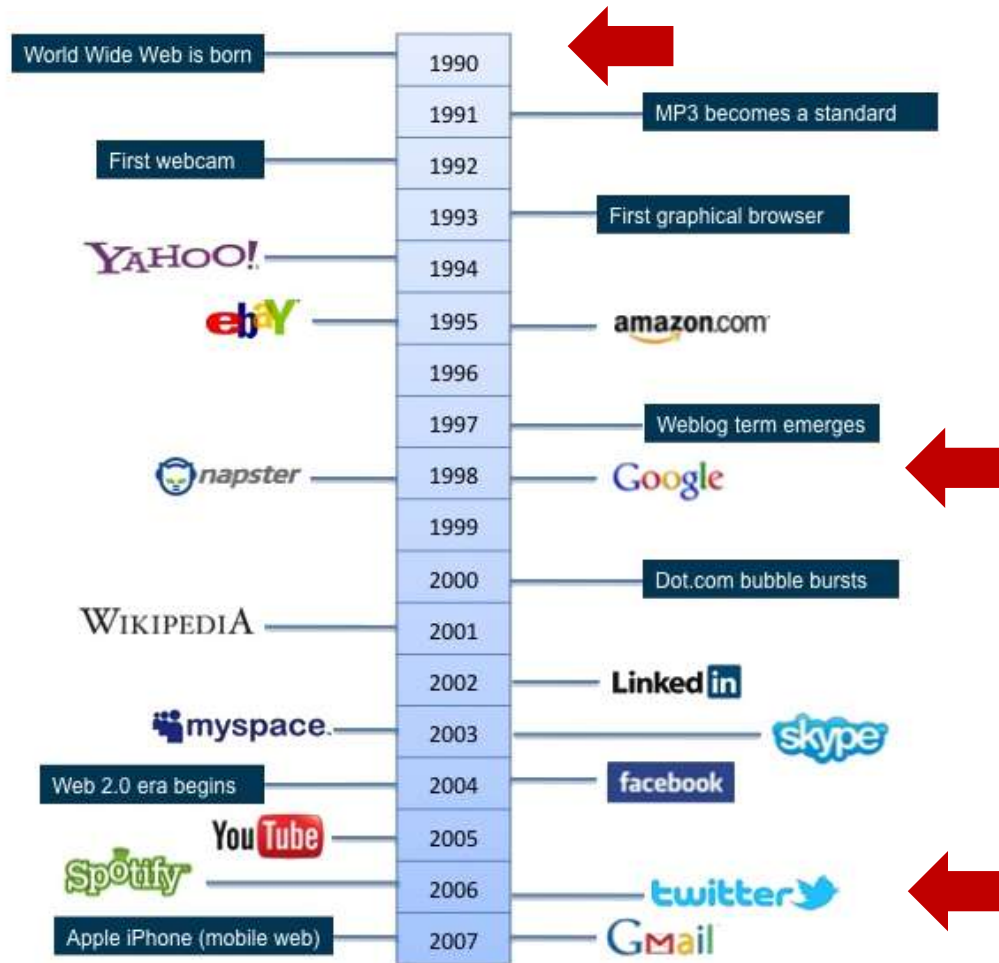 World Wide Web is born
1990
1991
MP3 becomes a standard
First webcam
1992
1993
First graphical browser
YAHOO!
1994
ebaY
1995
amazon.com
1996
1997
Weblog term emerges
napster
1998
Google
1999
2000
Dot.com bubble bursts
WIKIPEDIA
2001
2002
Linked in
myspace.
2003
skype
Web 2.0 era begins
2004
facebook
You Tube
2005
Spotify
2006
twitter
Apple iPhone (mobile web)
2007
GMail